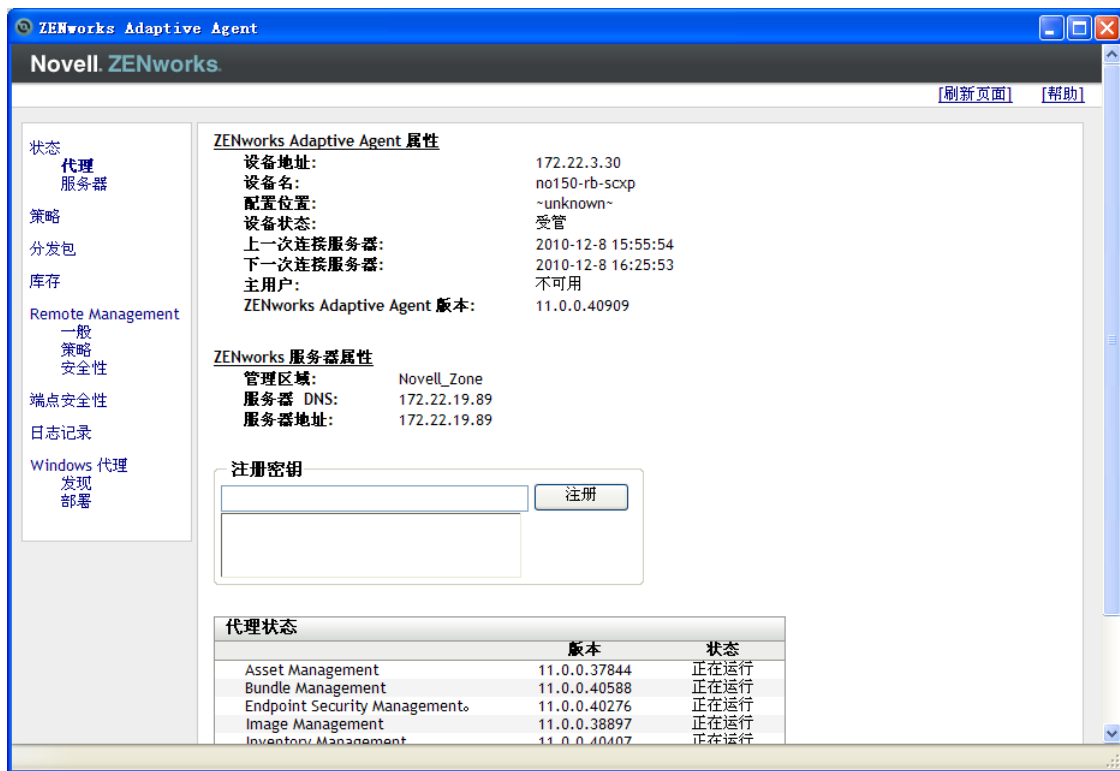 ZENworks Adaptive Agent
Novell. ZENworks.
[刷新页面] [帮助]
状态
代理
服务器
策略
分发包
库存
Remote Management
一般
策略
安全性
端点安全性
日志记录
Windows 代理
发现
部署
ZENworks Adaptive Agent 属性
设备地址: 172.22.3.30
设备名: no150-rb-scxp
配置位置: ~unknown~
设备状态: 受管
上一次连接服务器: 2010-12-8 15:55:54
下一次连接服务器: 2010-12-8 16:25:53
主用户: 不可用
ZENworks Adaptive Agent 版本: 11.0.0.40909
ZENworks 服务器属性
管理区域: Novell_Zone
服务器 DNS: 172.22.19.89
服务器地址: 172.22.19.89
注册密钥
注册
代理状态
版本 状态
Asset Management 11.0.0.37844 正在运行
Bundle Management 11.0.0.40588 正在运行
Endpoint Security Management。 11.0.0.40276 正在运行
Image Management 11.0.0.38897 正在运行
Inventory Management 11.0.0.40407 正在运行